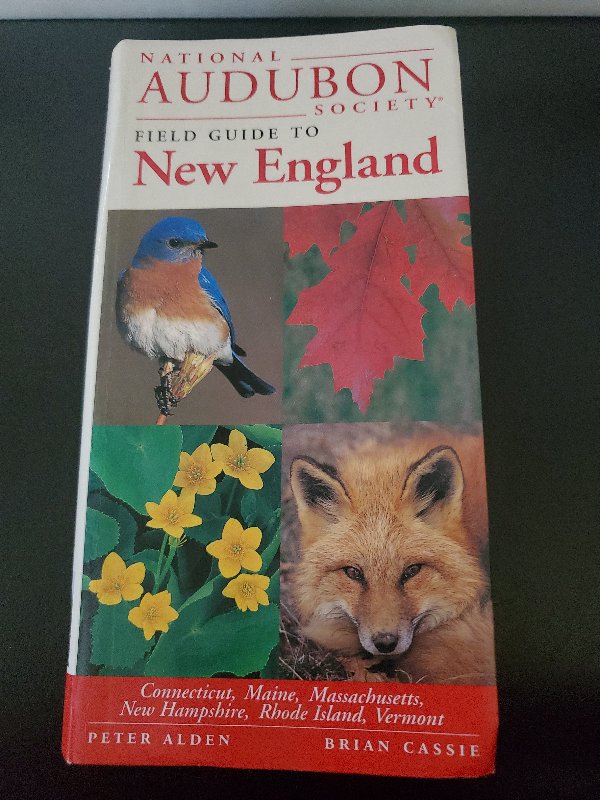 NATIONAL
AUDUBON
SOCIETY®
FIELD GUIDE TO
New England
Connecticut, Maine, Massachusetts,
New Hampshire, Rhode Island, Vermont
PETER ALDEN BRIAN CASSIE